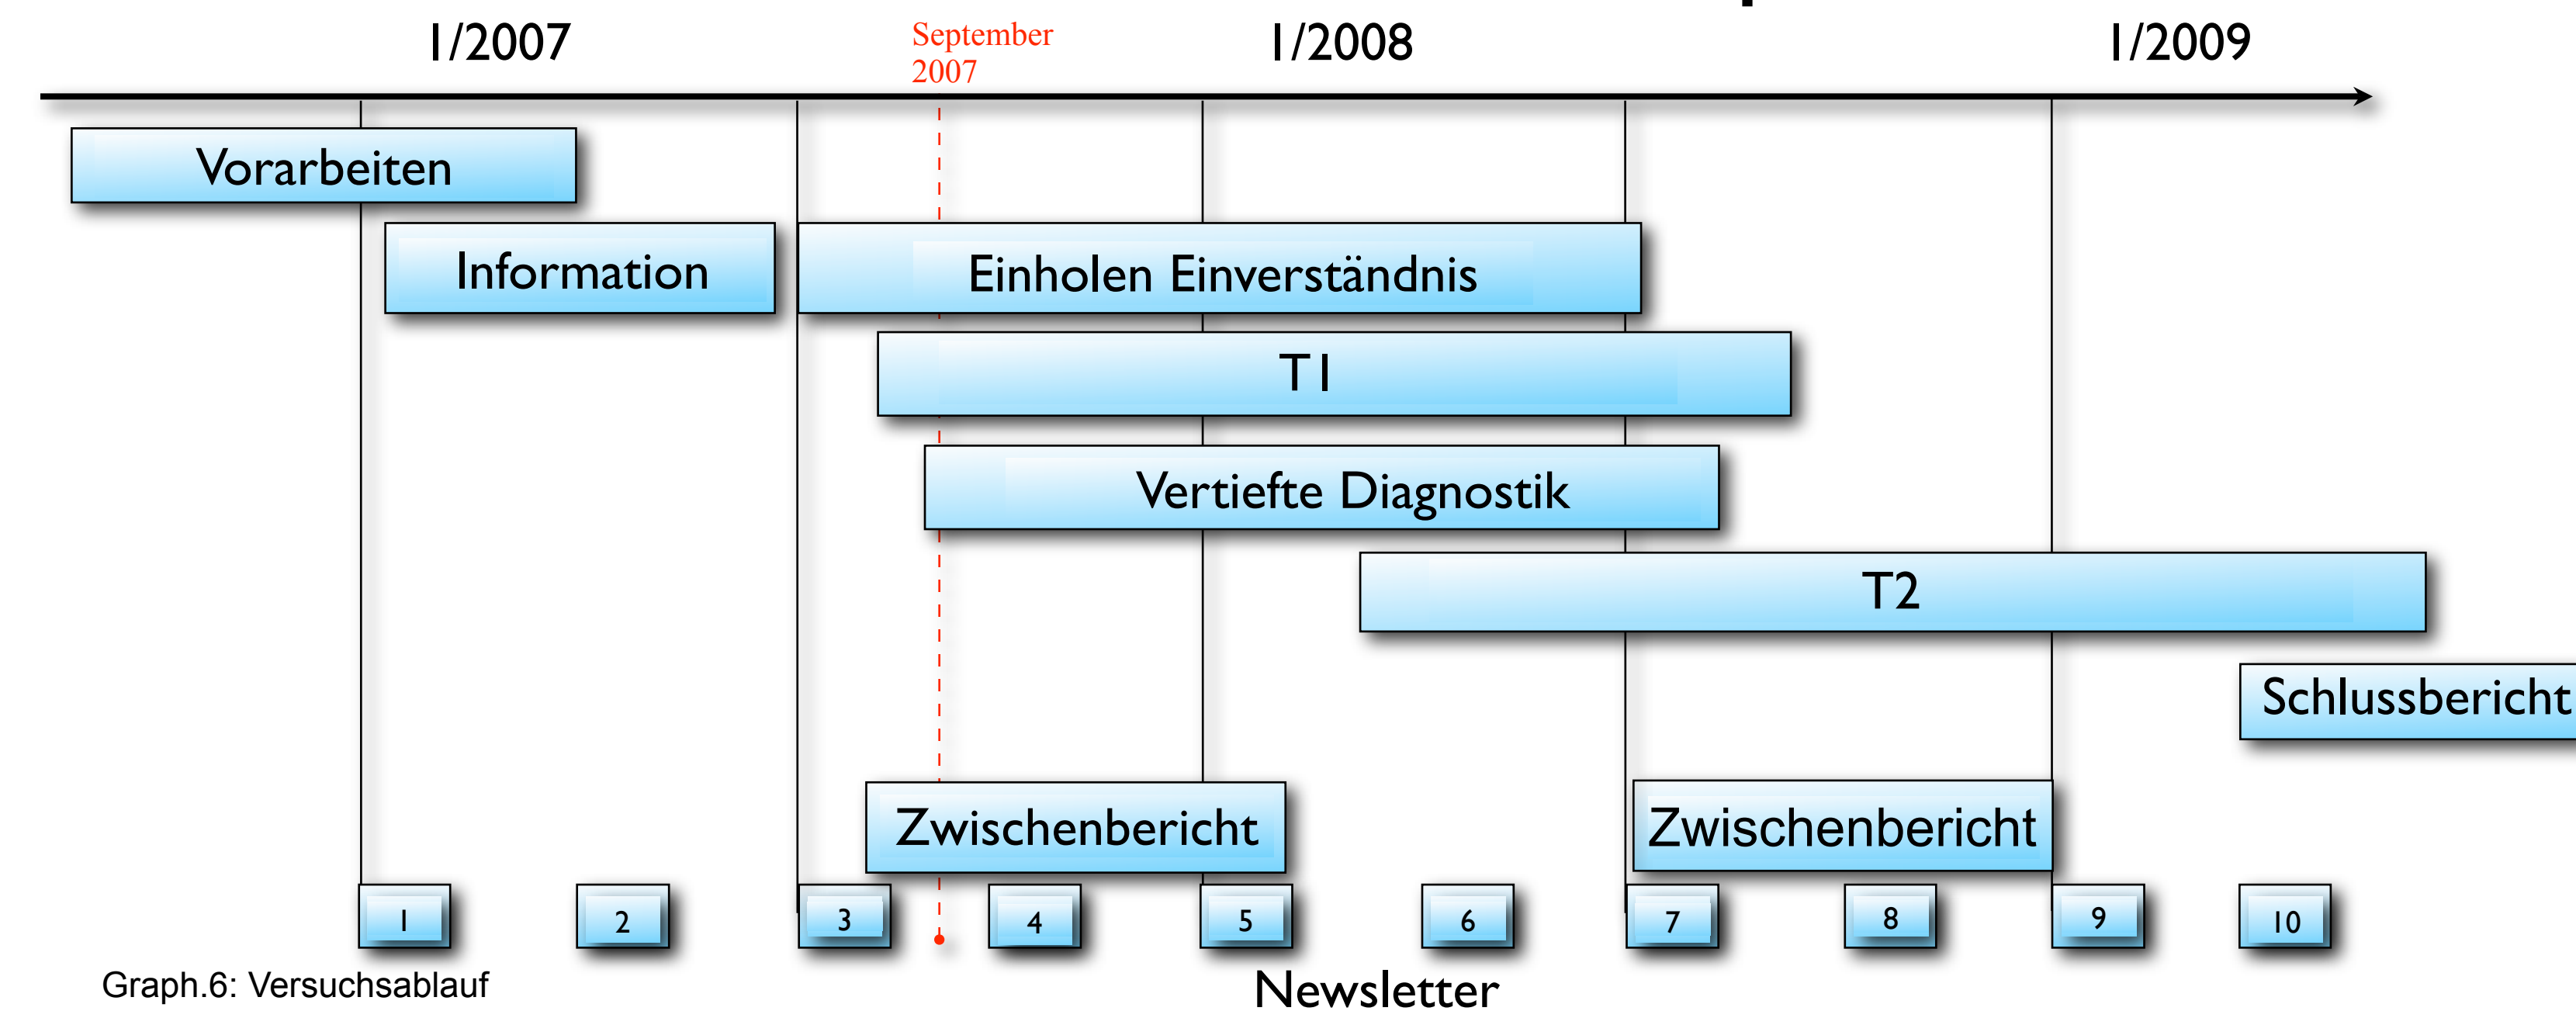 1/2007
September
2007
1/2008
1/2009
Vorarbeiten
Information
Einholen Einverständnis
T1
Vertiefte Diagnostik
T2
Schlussbericht
Zwischenbericht
Zwischenbericht
1
2
3
4
5
6
7
8
9
10
Graph.6: Versuchsablauf
Newsletter